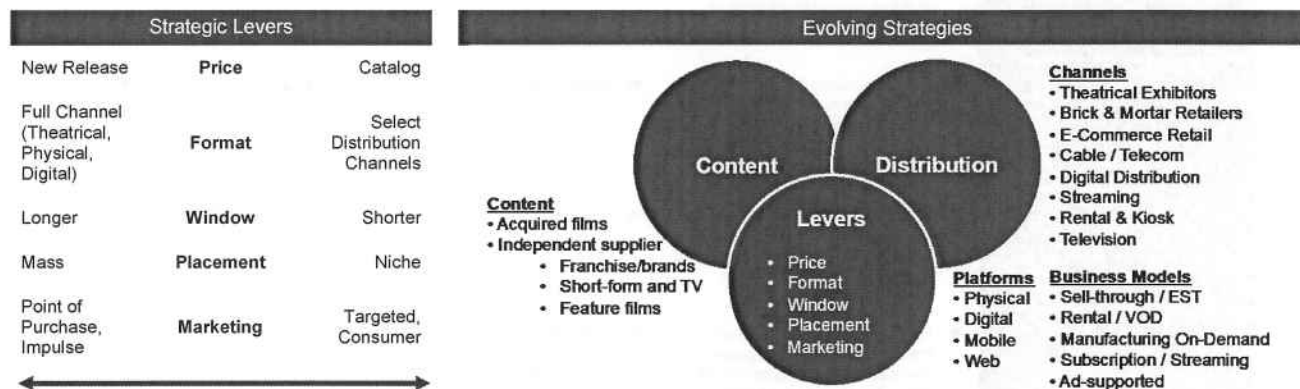 Strategic Levers
New Release Price Catalog
Full Channel
(Theatrical,
Physical,
Digital)
Format
Select
Distribution
Channels
Longer Window Shorter
Mass Placement Niche
Point of
Purchase,
Impulse
Marketing
Targeted,
Consumer
Evolving Strategies
Content
Distribution
Levers
• Price
• Format
• Window
• Placement
• Marketing
Content
• Acquired films
• Independent supplier
• Franchise/brands
• Short-form and TV
• Feature films
Channels
• Theatrical Exhibitors
• Brick & Mortar Retailers
• E-Commerce Retail
• Cable / Telecom
• Digital Distribution
• Streaming
• Rental & Kiosk
• Television
Platforms
• Physical
• Digital
• Mobile
• Web
Business Models
• Sell-through / EST
• Rental / VOD
• Manufacturing On-Demand
• Subscription / Streaming
• Ad-supported